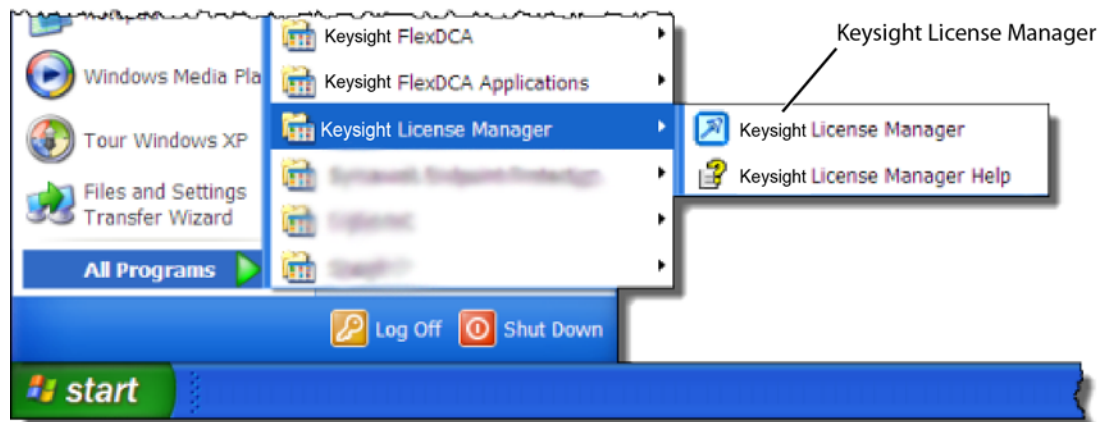 Keysight License Manager
Keysight FlexDCA
Windows Media Pla
Keysight FlexDCA Applications
Tour Windows XP
Keysight License Manager
Keysight License Manager
Files and Settings
Transfer Wizard
Keysight License Manager Help
All Programs
Log Off
Shut Down
start